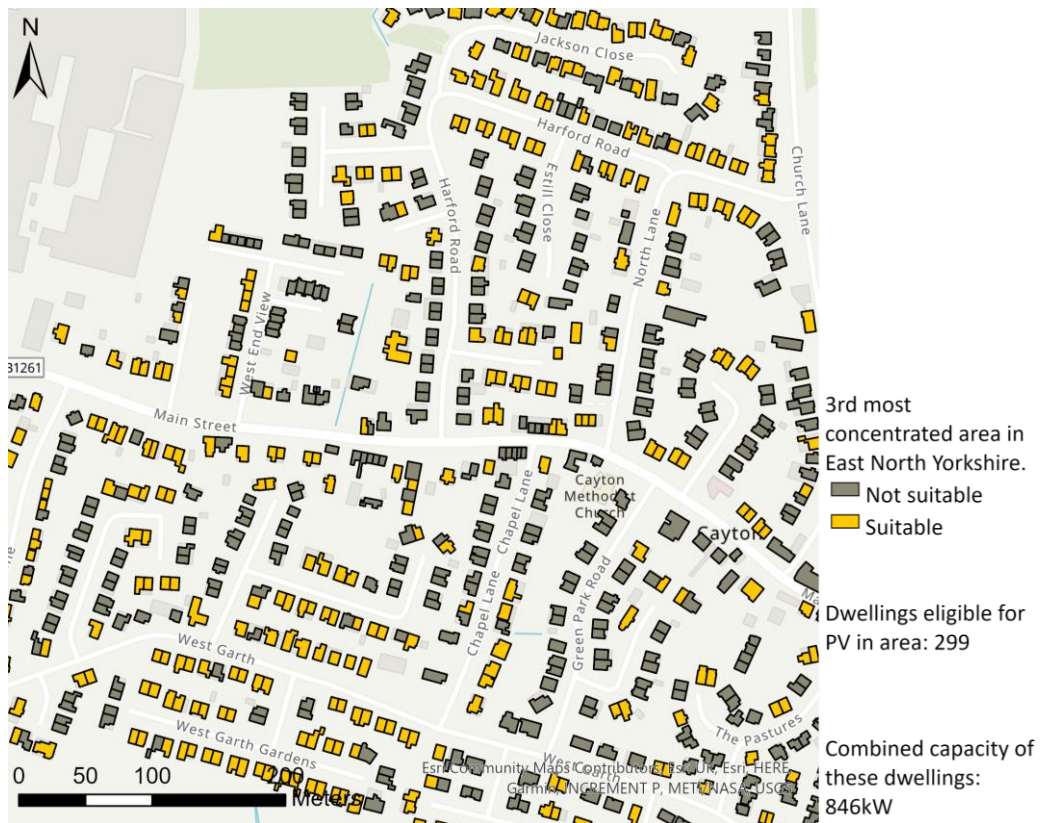 N
Jackson Close
Harford Road
Church Lane
Estill Close
Harford Road
North Lane
31261
West End View
Main Street
3rd most
concentrated area in
East North Yorkshire.
Not suitable
Suitable
Cayton
Methodist
Church
Cayton
Chapel Lane
Chapel Lane
Green Park Road
Dwellings eligible for
PV in area: 299
West Garth
The Pastures
West Garth Gardens
West Garth
Combined capacity of
these dwellings:
846kW
0 50 100 200
Meters
Esri Community Maps Contributors, Esri UK, Esri, HERE,
Garmin, INCREMENT P, METI/NASA, USGS